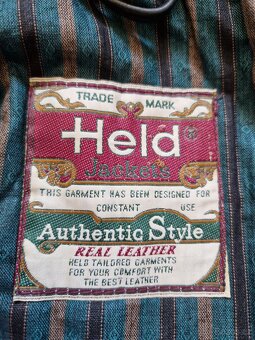 TRADE MARK
Held ®
Jackets
THIS GARMENT HAS BEEN DESIGNED FOR
CONSTANT USE
Authentic Style
REAL LEATHER
HELD TAILORED GARMENTS
FOR YOUR COMFORT WITH
THE BEST LEATHER